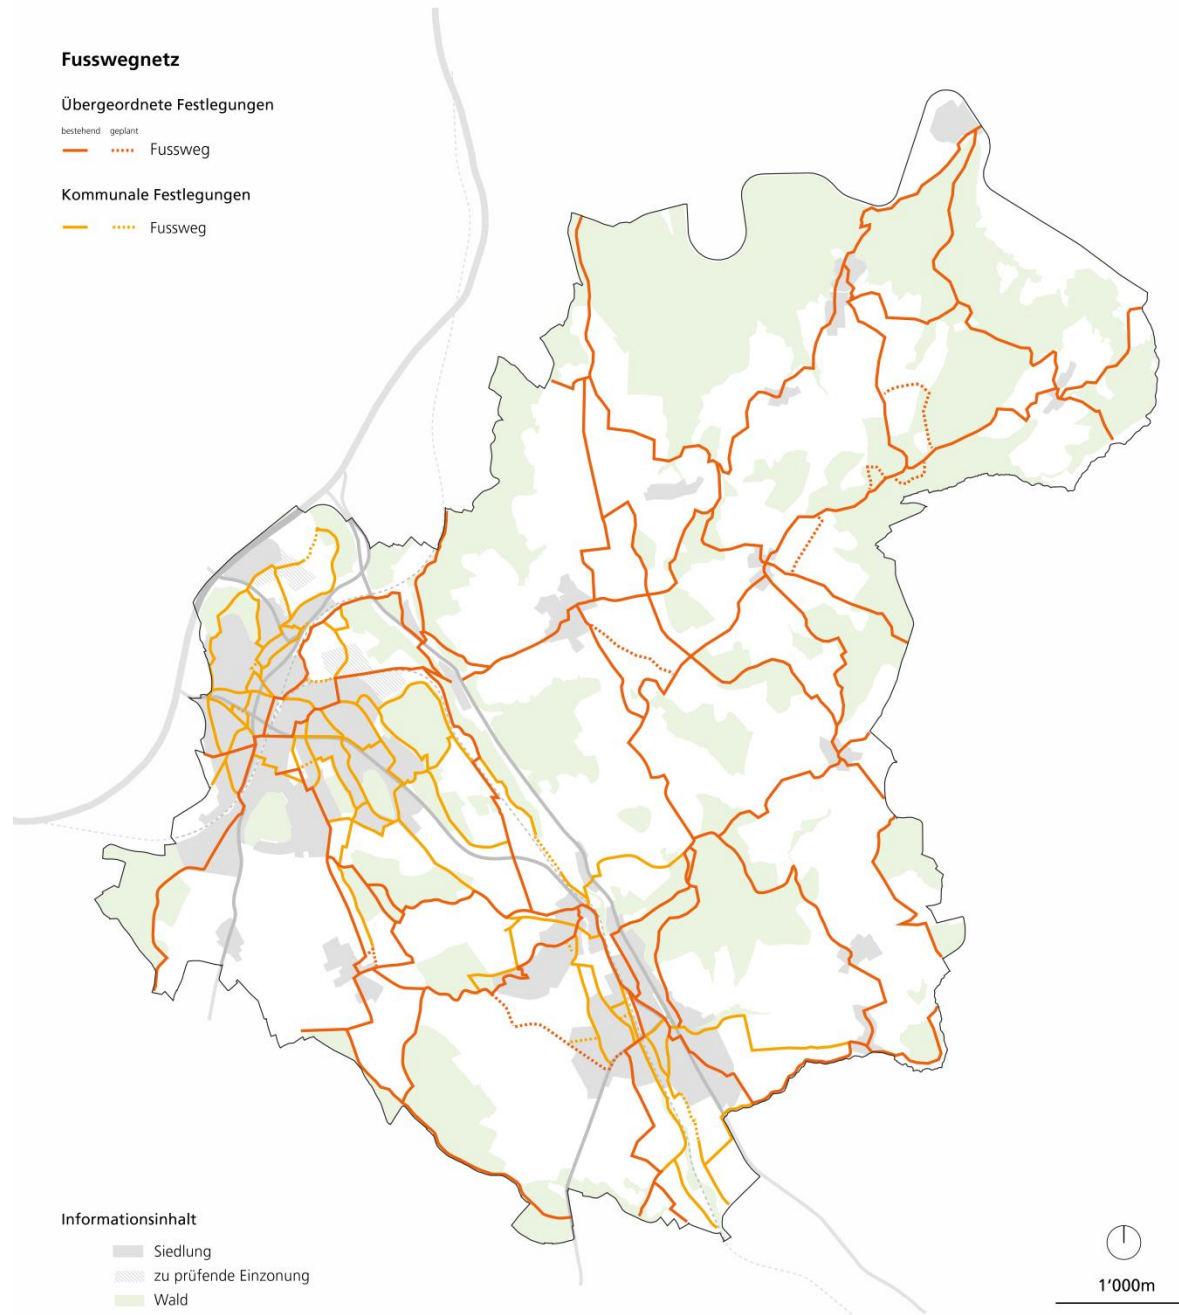 Fusswegnetz
Übergeordnete Festlegungen
bestehend geplant
Fussweg
Kommunale Festlegungen
Fussweg
Informationsinhalt
Siedlung
zu prüfende Einzonung
Wald
1'000m